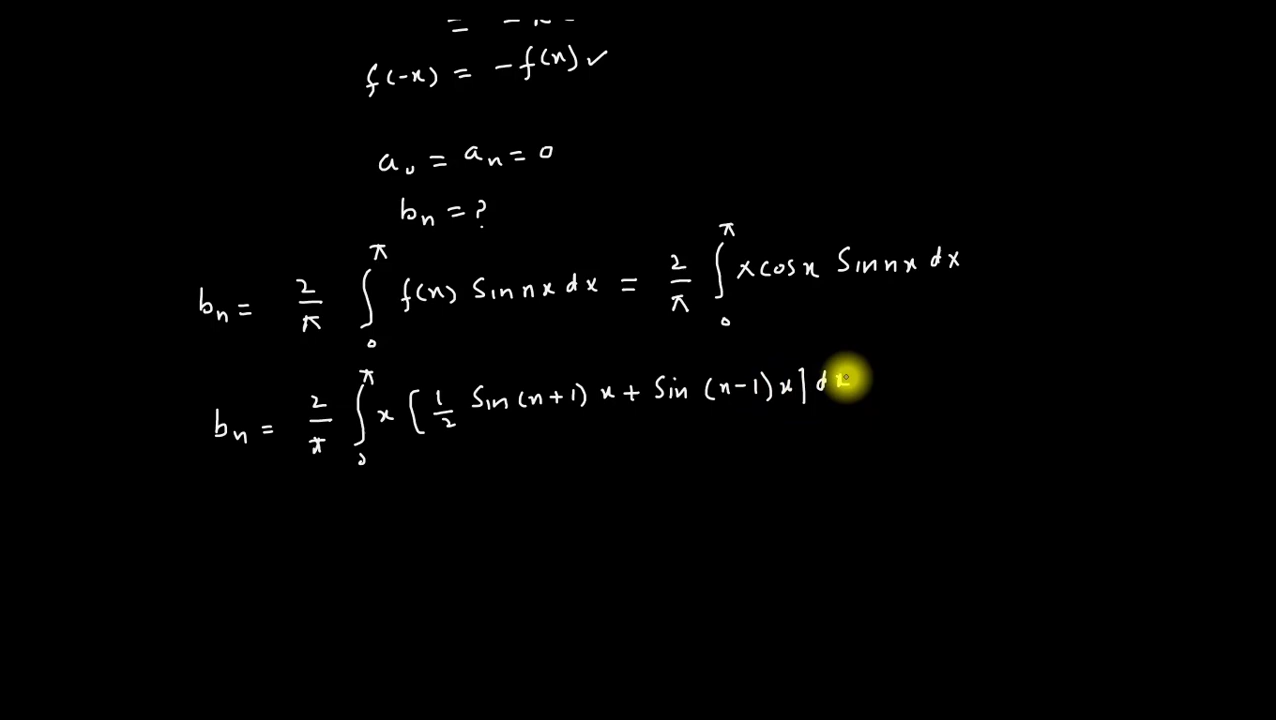 f(-x) = -f(x) ✓
a₀ = aₙ = 0
bₙ = ?
bₙ = 2/π ∫₀^π f(x) Sin nx dx = 2/π ∫₀^π x cosx Sin nx dx
bₙ = 2/π ∫₀^π x [1/2 Sin (n+1) x + Sin (n-1) x] dx